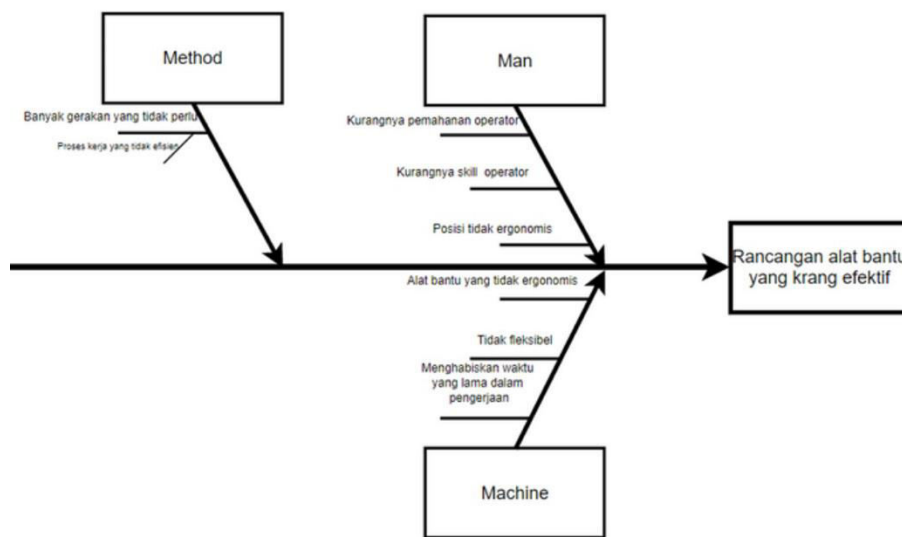 Method
Man
Banyak gerakan yang tidak perlu
Proses kerja yang tidak efisien
Kurangnya pemahanan operator
Kurangnya skill operator
Posisi tidak ergonomis
Rancangan alat bantu
yang krang efektif
Alat bantu yang tidak ergonomis
Tidak fleksibel
Menghabiskan waktu
yang lama dalam
pengerjaan
Machine